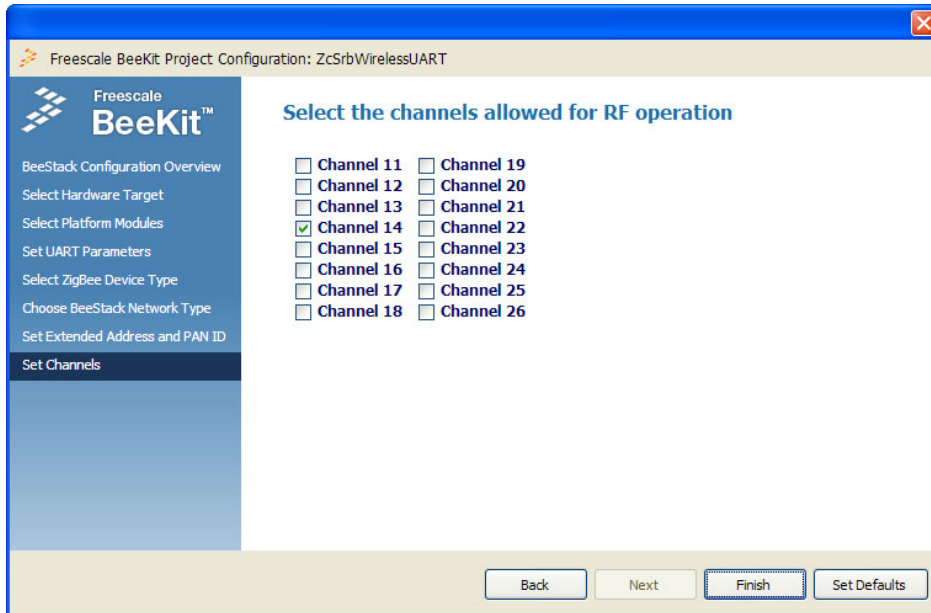 Freescale BeeKit Project Configuration: ZcSrbWirelessUART
Freescale
BeeKit™
BeeStack Configuration Overview
Select Hardware Target
Select Platform Modules
Set UART Parameters
Select ZigBee Device Type
Choose BeeStack Network Type
Set Extended Address and PAN ID
Set Channels
Select the channels allowed for RF operation
Channel 11 Channel 19
Channel 12 Channel 20
Channel 13 Channel 21
Channel 14 Channel 22
Channel 15 Channel 23
Channel 16 Channel 24
Channel 17 Channel 25
Channel 18 Channel 26
Back Next Finish Set Defaults